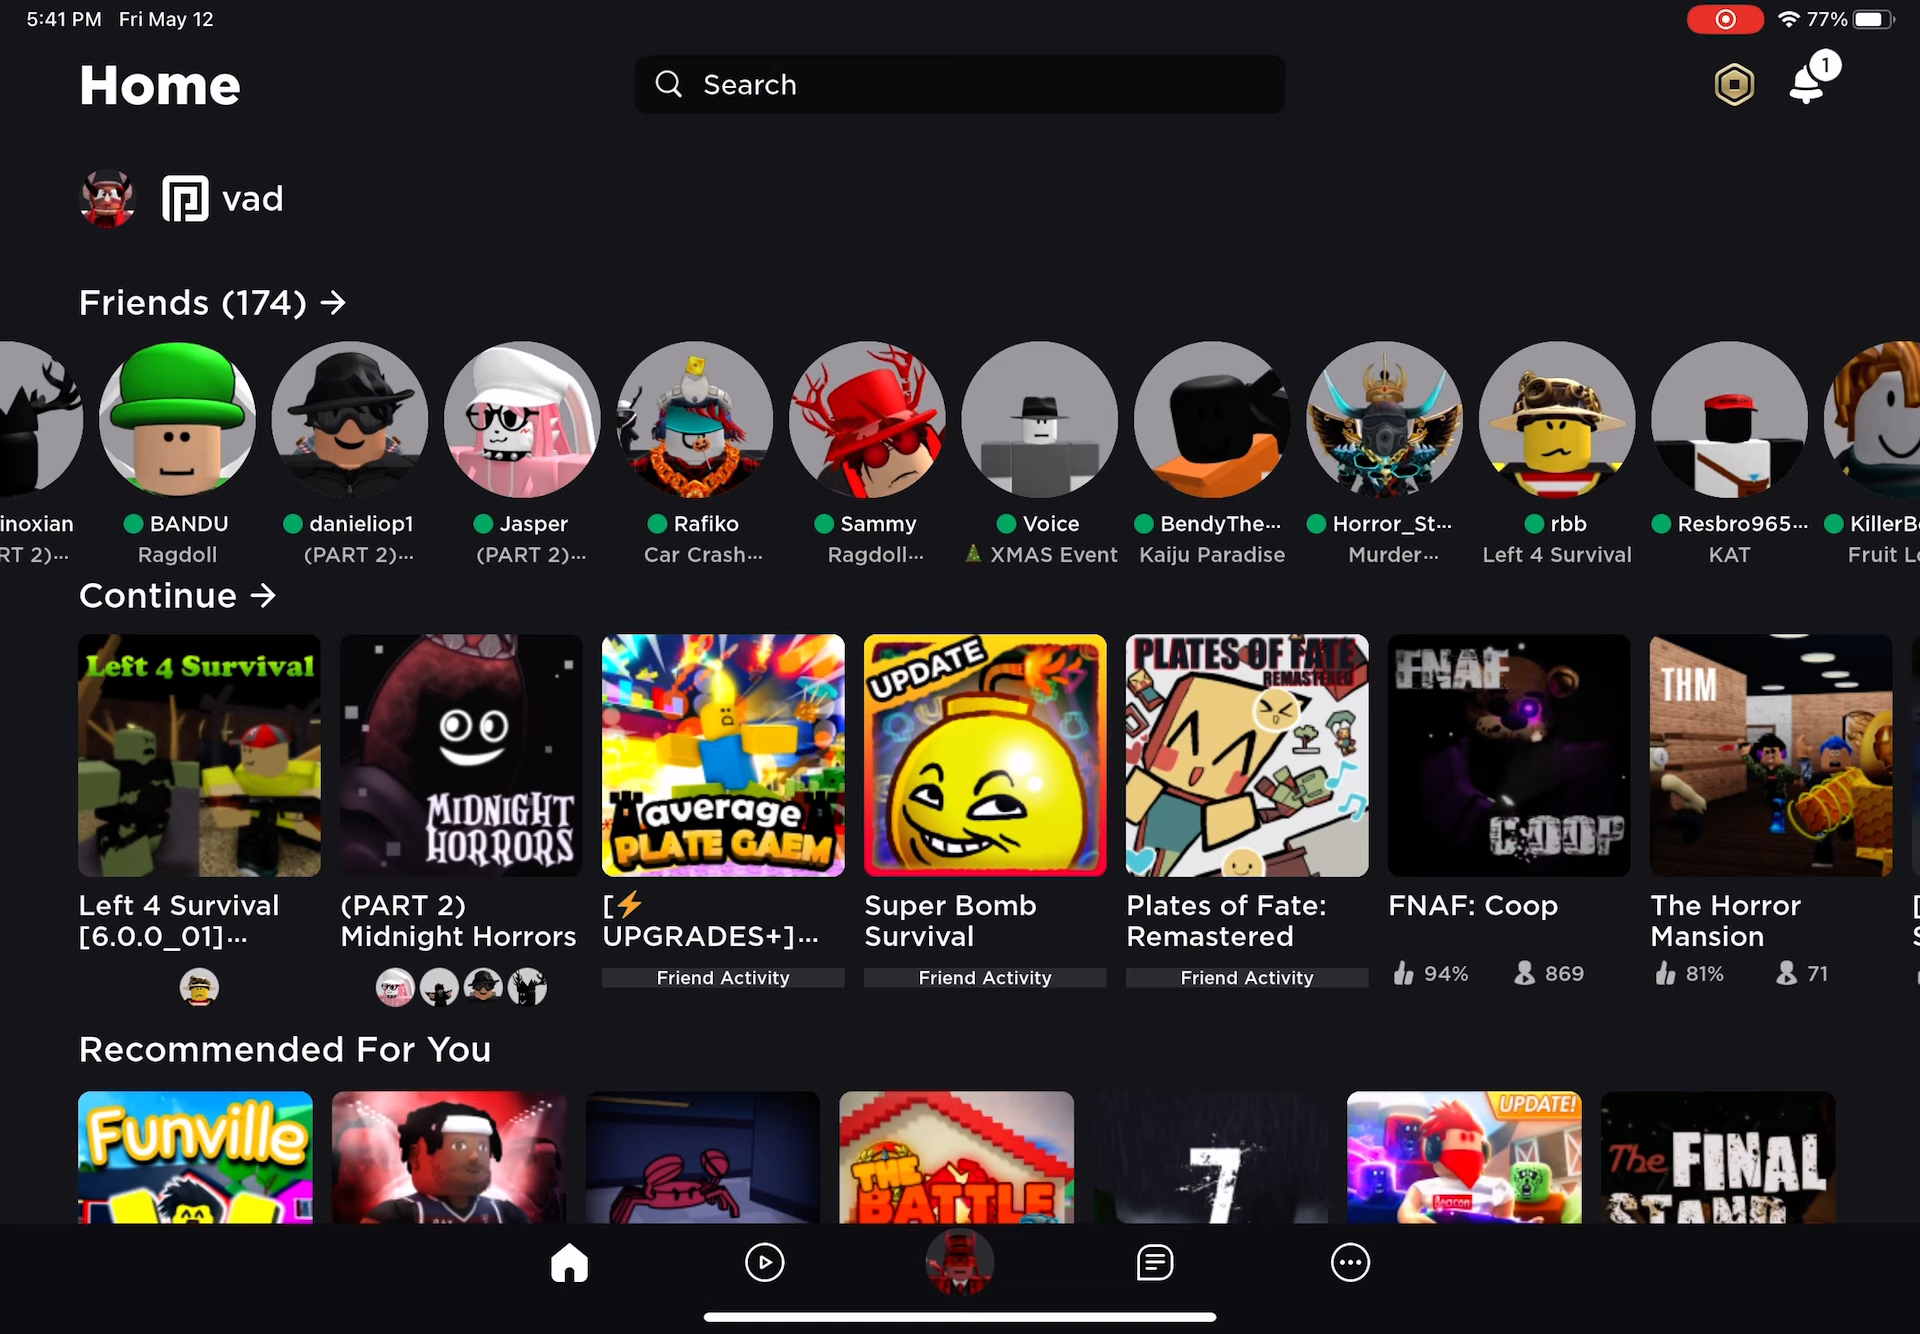 5:41 PM Fri May 12
77%
Home
Search
1
vad
Friends (174) →
inoxian
BANDU
danieliop1
Jasper
Rafiko
Sammy
Voice
BendyThe...
Horror_St...
rbb
Resbro965...
KillerB
RT 2)...
Ragdoll
(PART 2)...
(PART 2)...
Car Crash...
Ragdoll...
🎄 XMAS Event
Kaiju Paradise
Murder...
Left 4 Survival
KAT
Fruit L
Continue →
Left 4 Survival
MIDNIGHT
HORRORS
average
PLATE GAEM
UPDATE
PLATES OF FATE
REMASTERED
FNAF
COOP
THM
Left 4 Survival
[6.0.0_01]...
(PART 2)
Midnight Horrors
[⚡
UPGRADES+]...
Super Bomb
Survival
Plates of Fate:
Remastered
FNAF: Coop
The Horror
Mansion
Friend Activity
Friend Activity
Friend Activity
94%
869
81%
71
Recommended For You
Funville
THE
BATTLE
7
UPDATE!
Beacon
The FINAL
STAND